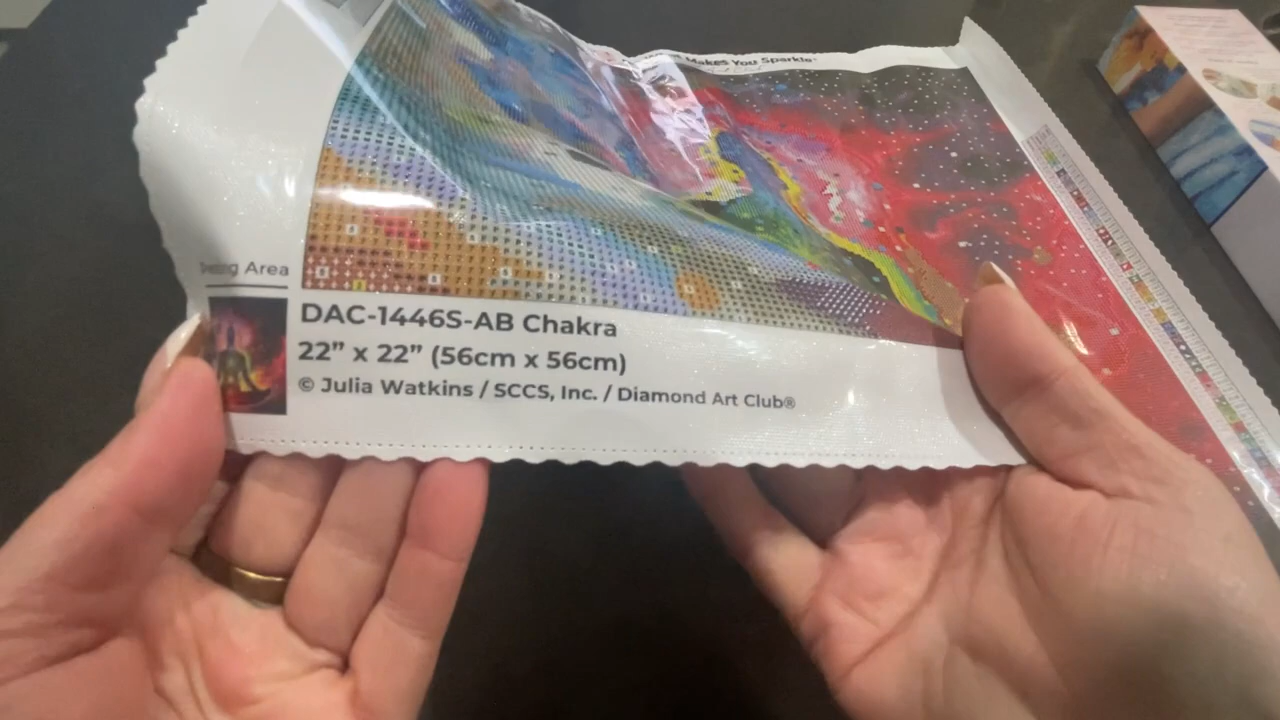 Makes You Sparkle®
Area
DAC-1446S-AB Chakra
22” x 22” (56cm x 56cm)
© Julia Watkins / SCCS, Inc. / Diamond Art Club®